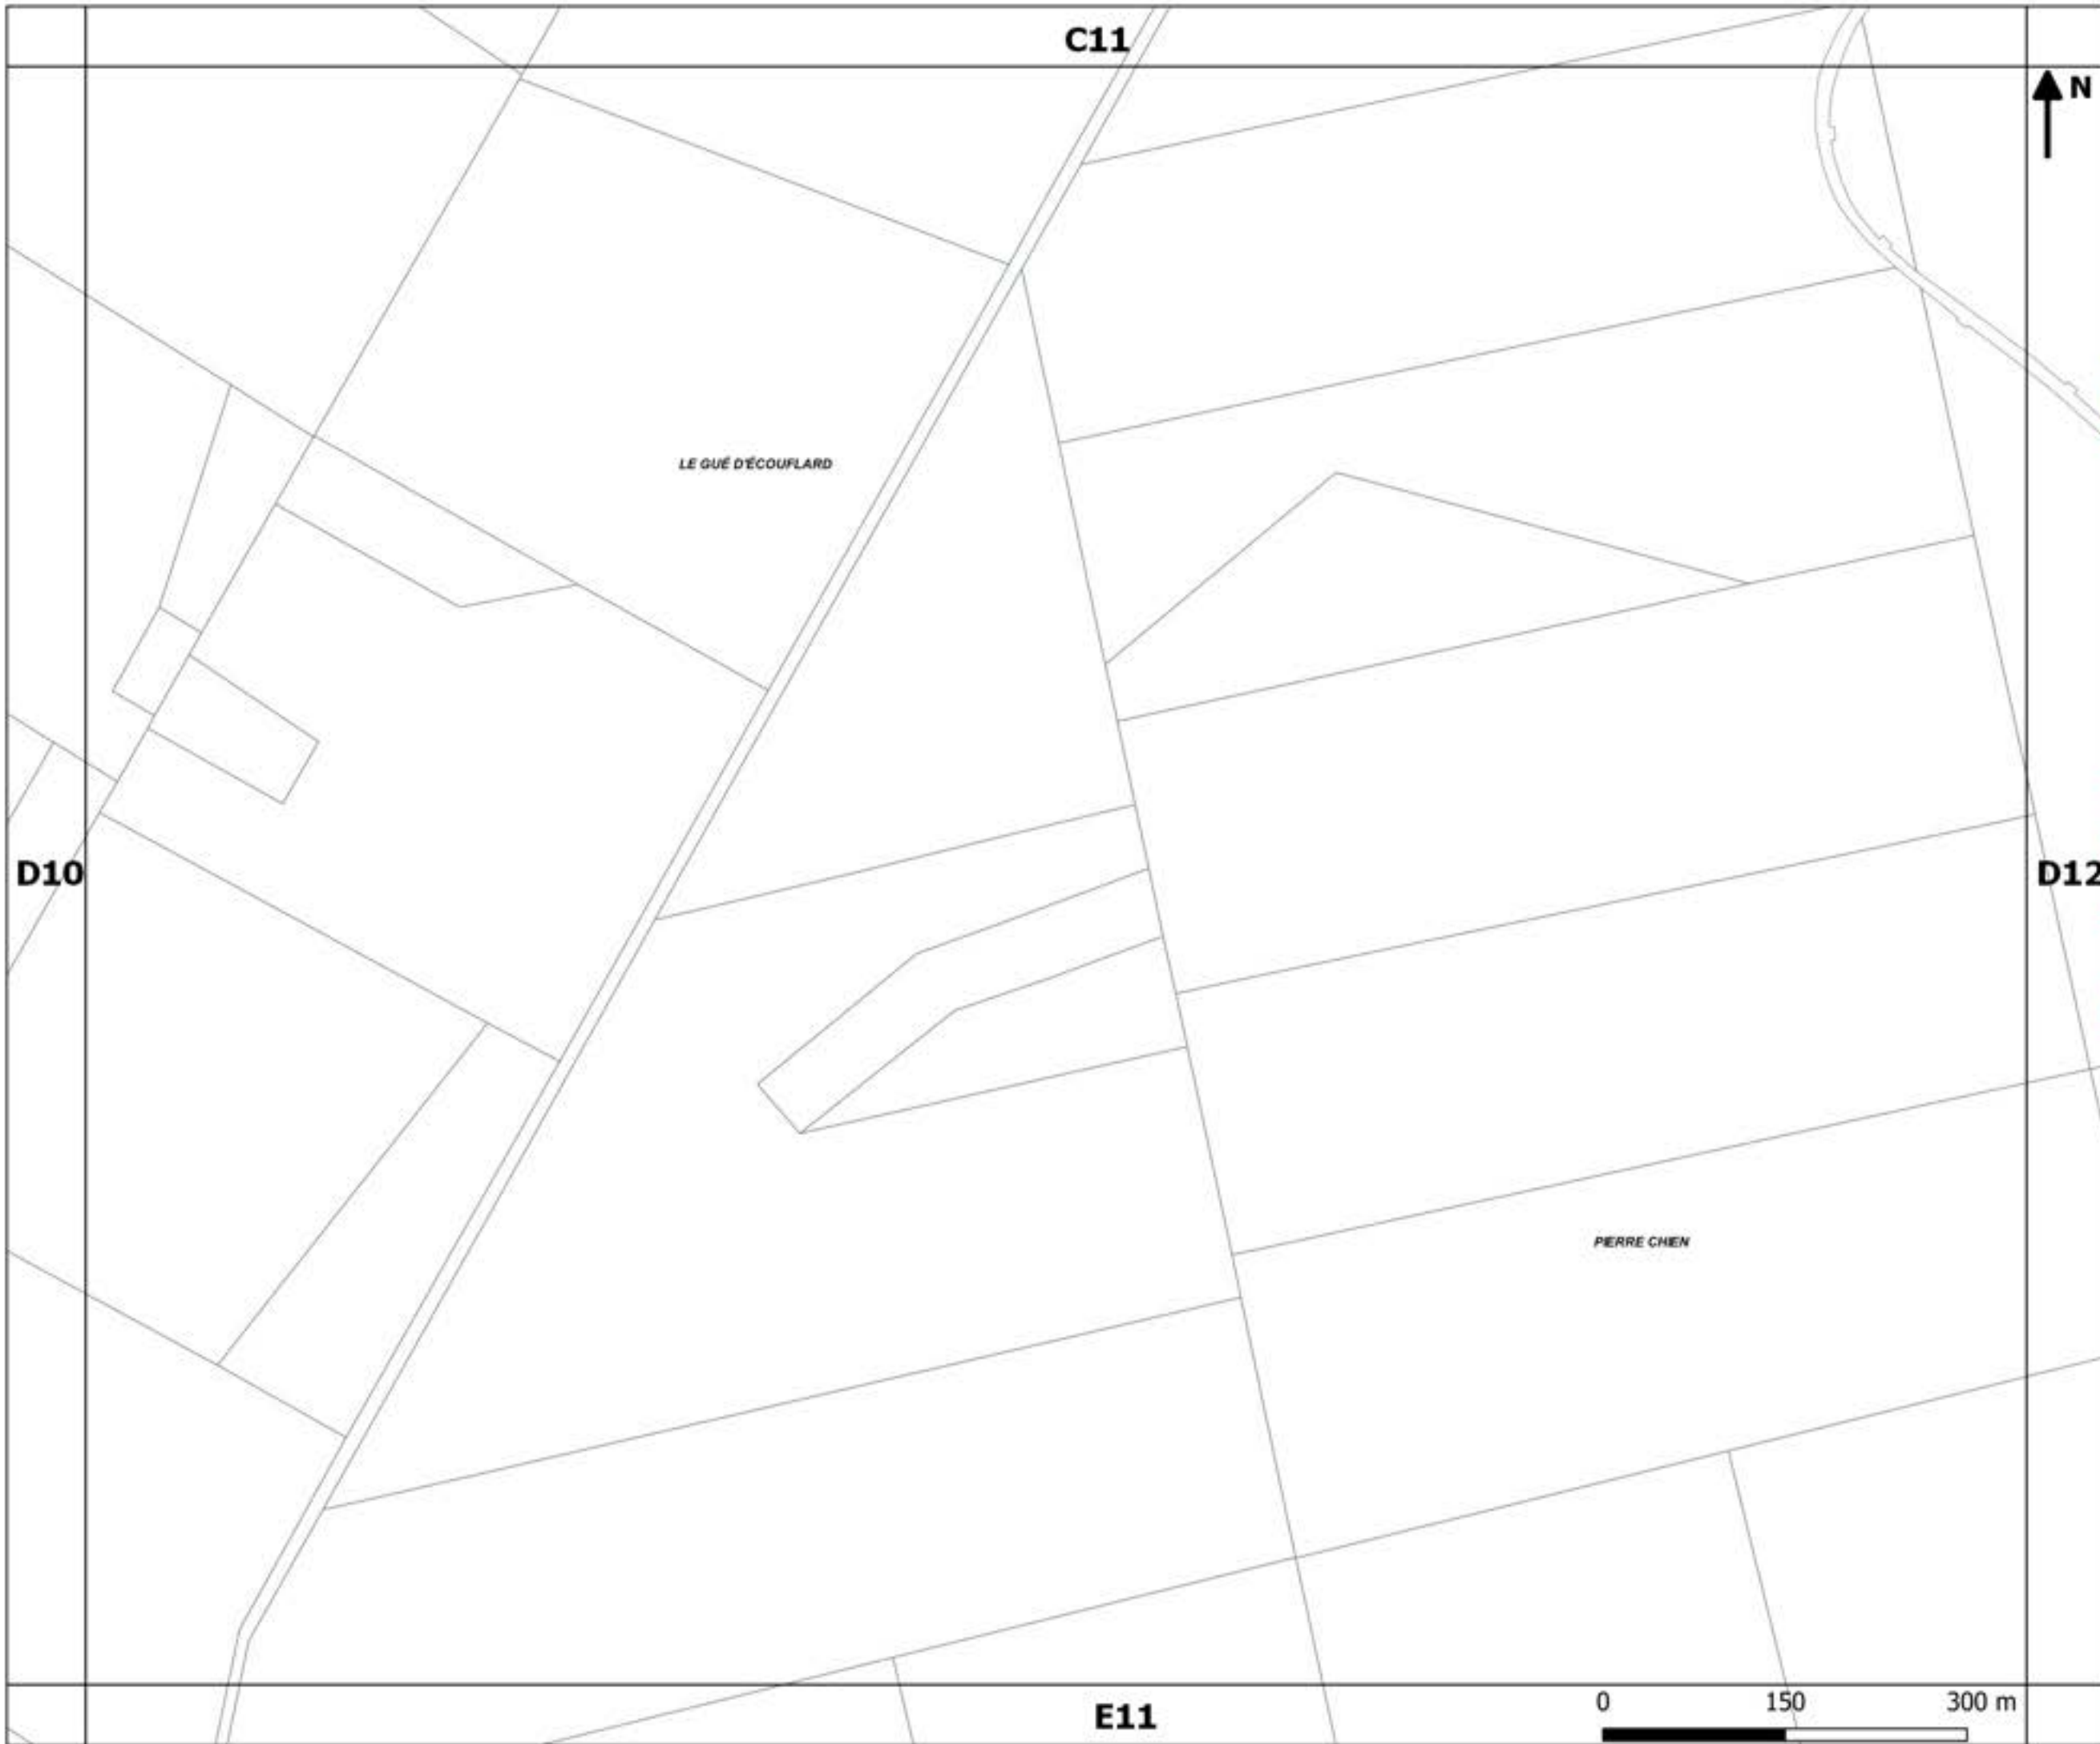 C11
N
LE GUÉ D'ÉCOUFLARD
D10
D12
PIERRE CHIEN
E11
0 150 300 m